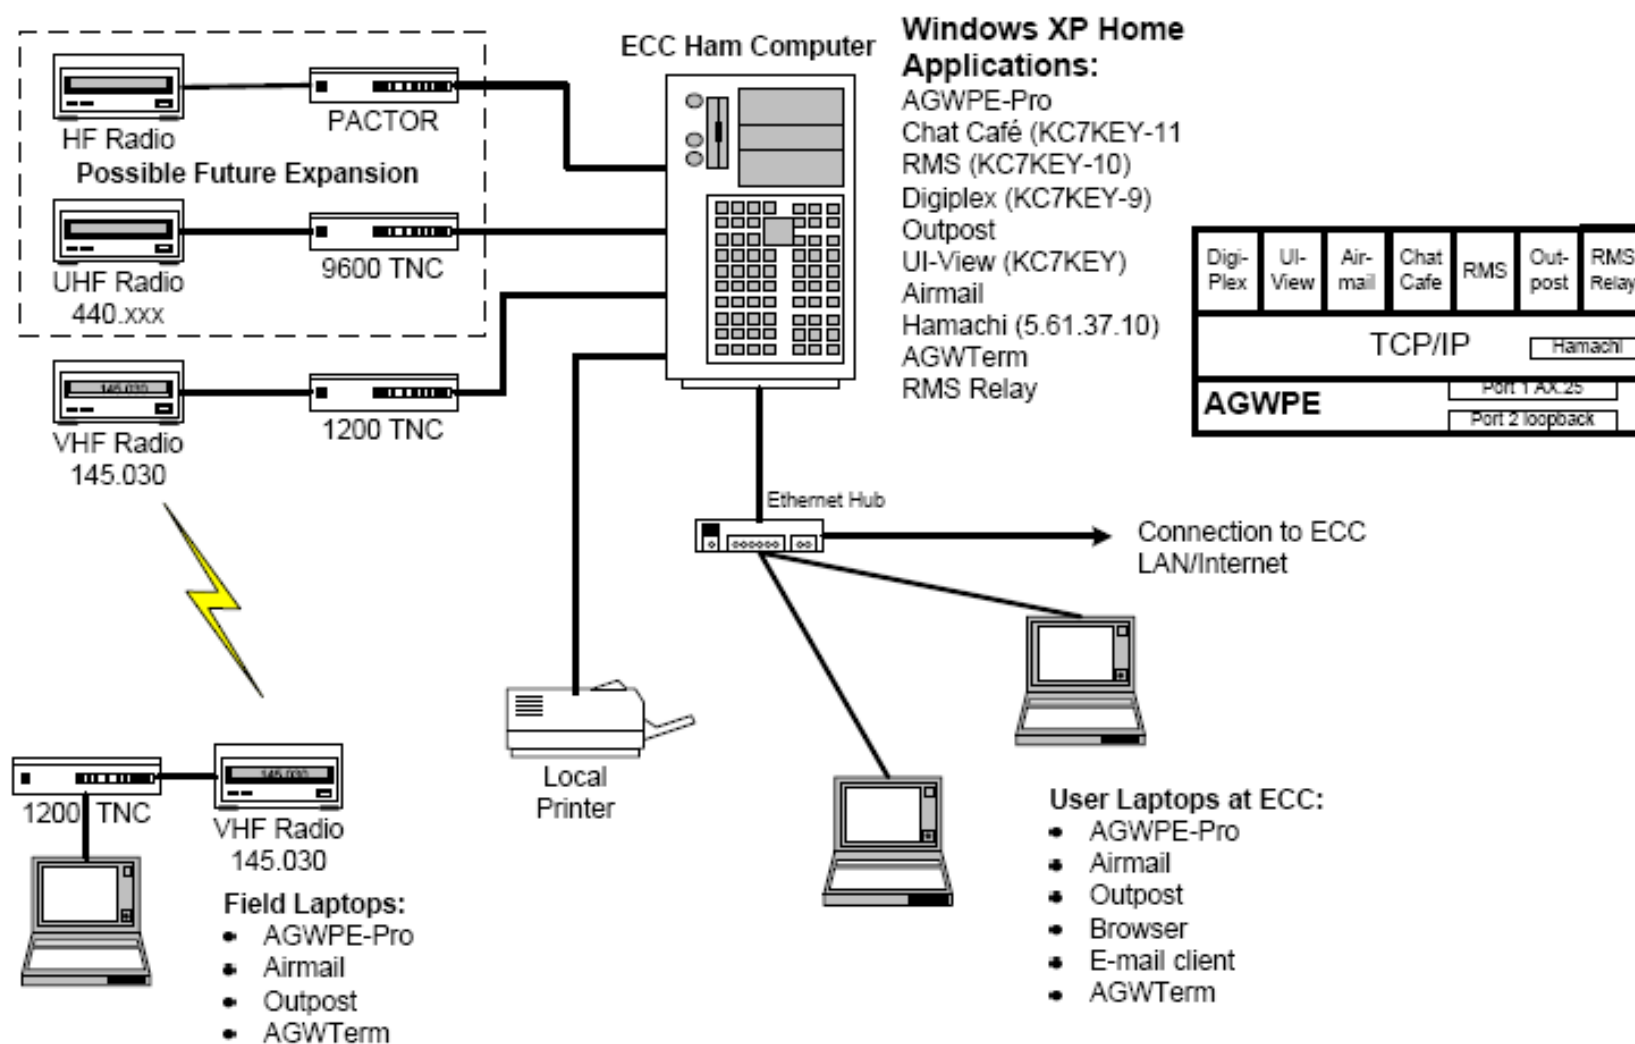 ECC Ham Computer
HF Radio
PACTOR
Possible Future Expansion
UHF Radio
440.xxx
9600 TNC
145.030
VHF Radio
145.030
1200 TNC
Windows XP Home
Applications:
AGWPE-Pro
Chat Café (KC7KEY-11
RMS (KC7KEY-10)
Digiplex (KC7KEY-9)
Outpost
UI-View (KC7KEY)
Airmail
Hamachi (5.61.37.10)
AGWTerm
RMS Relay
Digi-
Plex
UI-
View
Air-
mail
Chat
Cafe
RMS
Out-
post
RMS
Relay
TCP/IP
Hamachi
AGWPE
Port 1 AX.25
Port 2 loopback
Ethernet Hub
Connection to ECC
LAN/Internet
Local
Printer
1200 TNC
145.030
VHF Radio
145.030
Field Laptops:
• AGWPE-Pro
• Airmail
• Outpost
• AGWTerm
User Laptops at ECC:
• AGWPE-Pro
• Airmail
• Outpost
• Browser
• E-mail client
• AGWTerm